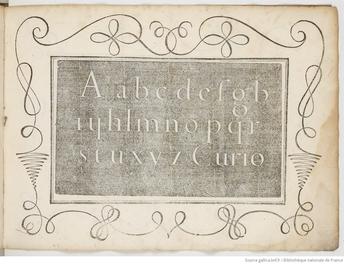 A a b c d e f g h
l m n o p q r
s t u x y z Curio
Source gallica.bnf.fr / Bibliothèque nationale de France